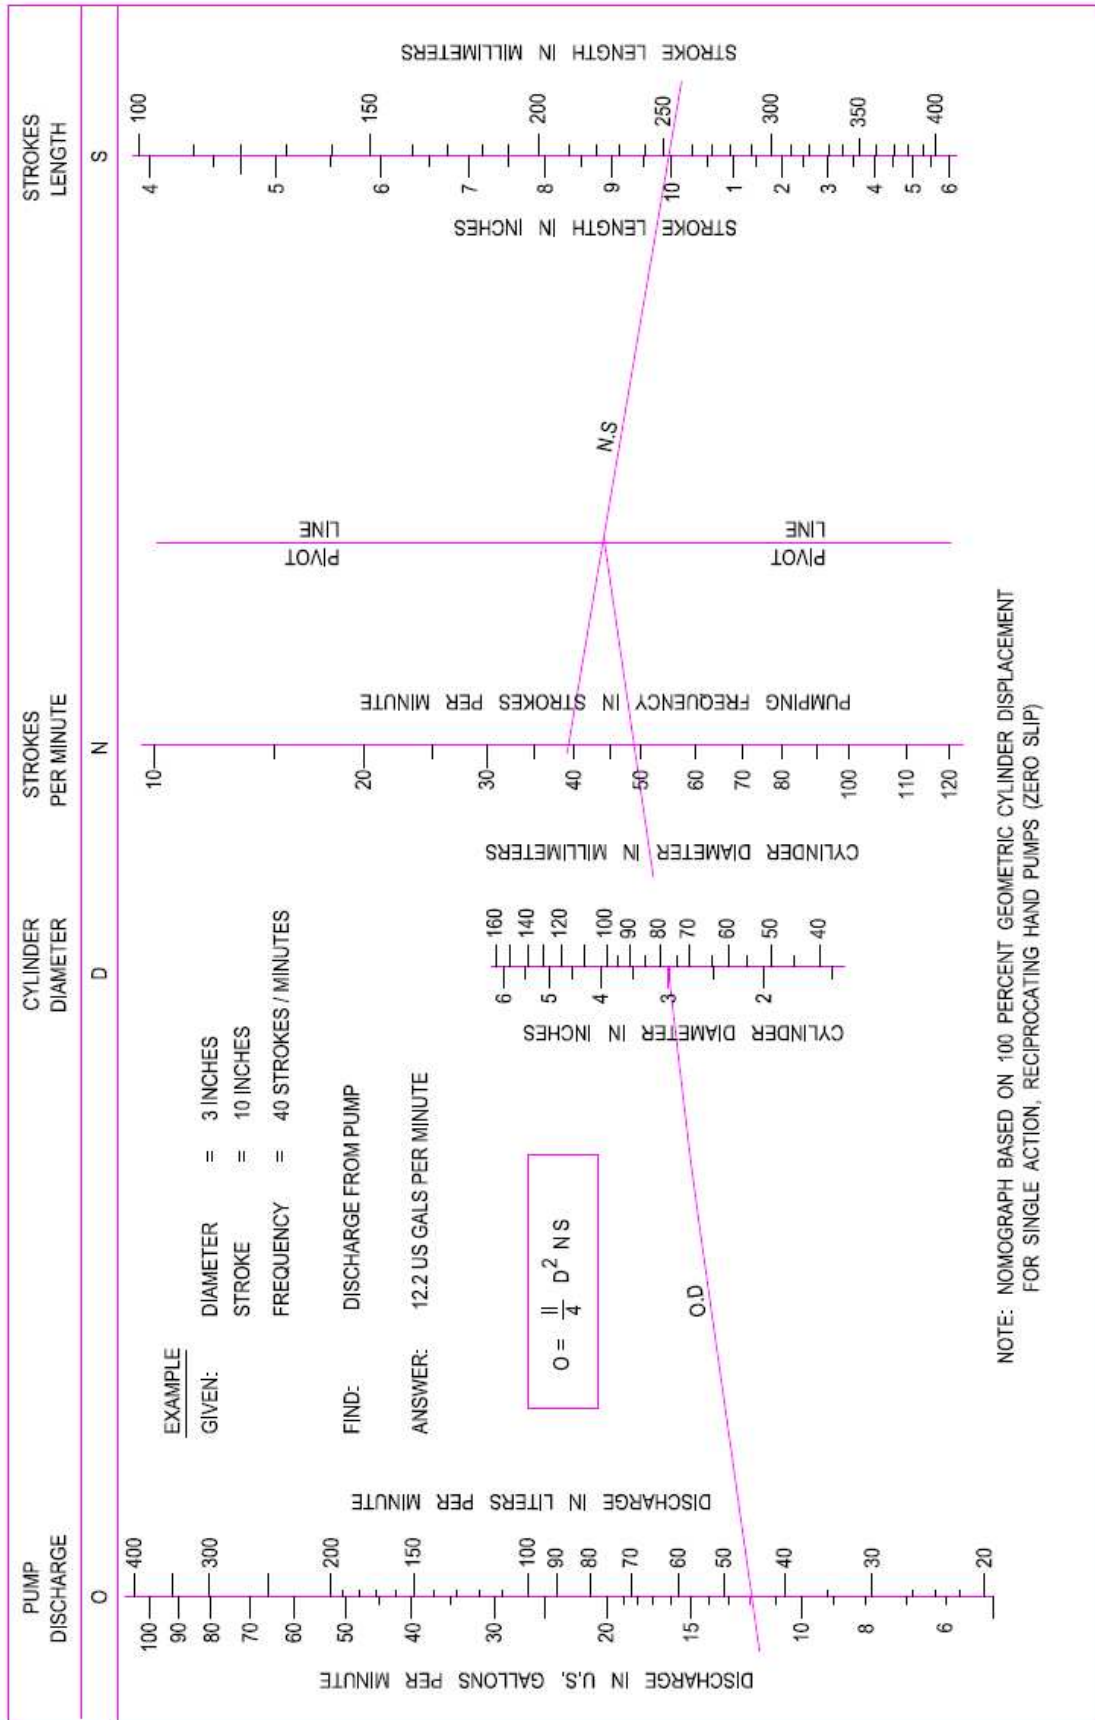 PUMP
DISCHARGE
CYLINDER
DIAMETER
STROKES
PER MINUTE
STROKES
LENGTH
O
D
N
S
EXAMPLE
GIVEN:
DIAMETER = 3 INCHES
STROKE = 10 INCHES
FREQUENCY = 40 STROKES / MINUTES
FIND: DISCHARGE FROM PUMP
ANSWER: 12.2 US GALS PER MINUTE
O = II/4 D² N S
DISCHARGE IN U.S. GALLONS PER MINUTE
100 90 80 70 60 50 40 30 20 15 10 8 6
DISCHARGE IN LITERS PER MINUTE
400 300 200 150 100 90 80 70 60 50 40 30 20
O.D
CYLINDER DIAMETER IN INCHES
6 5 4 3 2
CYLINDER DIAMETER IN MILLIMETERS
160 140 120 100 90 80 70 60 50 40
PUMPING FREQUENCY IN STROKES PER MINUTE
10 20 30 40 50 60 70 80 100 110 120
PIVOT LINE
PIVOT LINE
N.S
STROKE LENGTH IN INCHES
4 5 6 7 8 9 10 1 2 3 4 5 6
STROKE LENGTH IN MILLIMETERS
100 150 200 250 300 350 400
NOTE: NOMOGRAPH BASED ON 100 PERCENT GEOMETRIC CYLINDER DISPLACEMENT
FOR SINGLE ACTION, RECIPROCATING HAND PUMPS (ZERO SLIP)